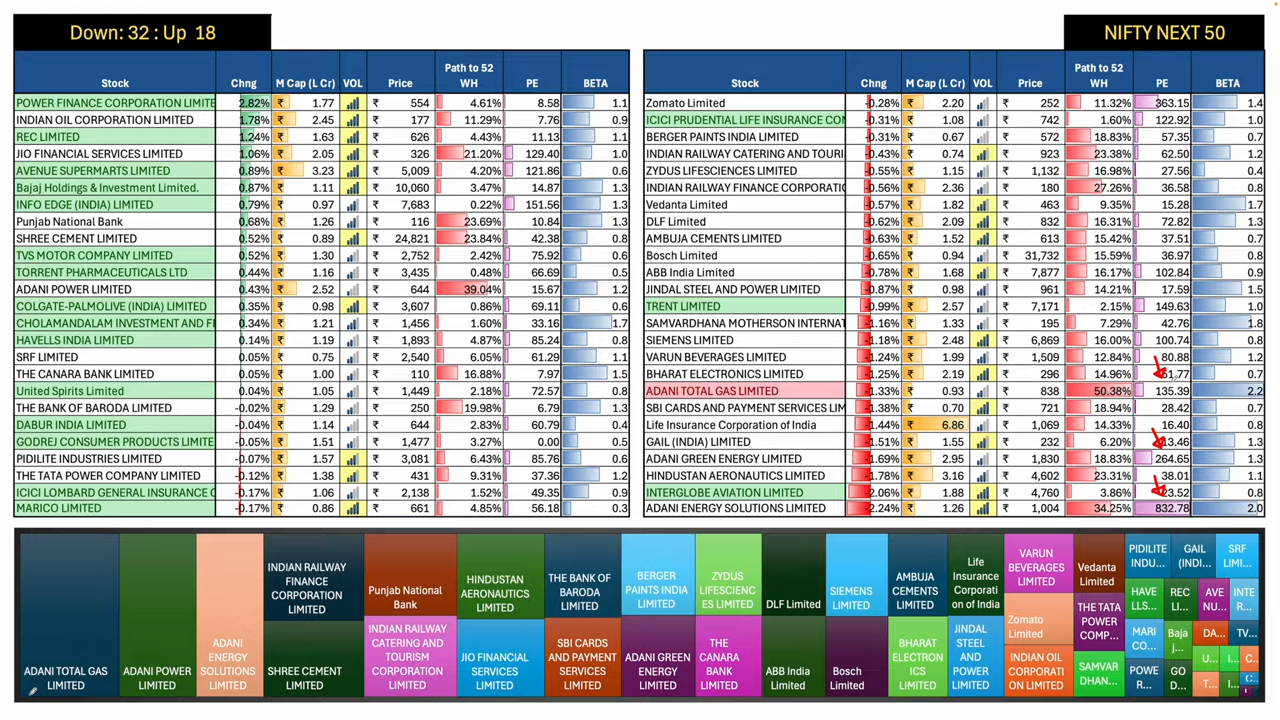 Down: 32 : Up 18
NIFTY NEXT 50
Stock Chng M Cap (L Cr) VOL Price Path to 52 WH PE BETA
POWER FINANCE CORPORATION LIMITE 2.82% ₹ 1.77 ₹ 554 4.61% 8.58 1.1
INDIAN OIL CORPORATION LIMITED 1.78% ₹ 2.45 ₹ 177 11.29% 7.76 0.9
REC LIMITED 1.24% ₹ 1.63 ₹ 626 4.43% 11.13 1.1
JIO FINANCIAL SERVICES LIMITED 1.06% ₹ 2.05 ₹ 326 21.20% 129.40 1.0
AVENUE SUPERMARTS LIMITED 0.89% ₹ 3.23 ₹ 5,009 4.20% 121.86 0.6
Bajaj Holdings & Investment Limited. 0.87% ₹ 1.11 ₹ 10,060 3.47% 14.87 1.3
INFO EDGE (INDIA) LIMITED 0.79% ₹ 0.97 ₹ 7,683 0.22% 151.56 1.3
Punjab National Bank 0.68% ₹ 1.26 ₹ 116 23.69% 10.84 1.3
SHREE CEMENT LIMITED 0.52% ₹ 0.89 ₹ 24,821 23.84% 42.38 0.8
TVS MOTOR COMPANY LIMITED 0.52% ₹ 1.30 ₹ 2,752 2.42% 75.92 0.6
TORRENT PHARMACEUTICALS LTD 0.44% ₹ 1.16 ₹ 3,435 0.48% 66.69 0.5
ADANI POWER LIMITED 0.43% ₹ 2.52 ₹ 644 39.04% 15.67 1.2
COLGATE-PALMOLIVE (INDIA) LIMITED 0.35% ₹ 0.98 ₹ 3,607 0.86% 69.11 0.6
CHOLAMANDALAM INVESTMENT AND FI 0.34% ₹ 1.21 ₹ 1,456 1.60% 33.16 1.7
HAVELLS INDIA LIMITED 0.14% ₹ 1.19 ₹ 1,893 4.87% 85.24 0.8
SRF LIMITED 0.05% ₹ 0.75 ₹ 2,540 6.05% 61.29 1.1
THE CANARA BANK LIMITED 0.05% ₹ 1.00 ₹ 110 16.88% 7.97 1.5
United Spirits Limited 0.04% ₹ 1.05 ₹ 1,449 2.18% 72.57 0.8
THE BANK OF BARODA LIMITED -0.02% ₹ 1.29 ₹ 250 19.98% 6.79 1.3
DABUR INDIA LIMITED -0.04% ₹ 1.14 ₹ 644 2.83% 60.79 0.4
GODREJ CONSUMER PRODUCTS LIMITE -0.05% ₹ 1.51 ₹ 1,477 3.27% 0.00 0.5
PIDILITE INDUSTRIES LIMITED -0.07% ₹ 1.57 ₹ 3,081 6.43% 85.76 0.6
THE TATA POWER COMPANY LIMITED -0.12% ₹ 1.38 ₹ 431 9.31% 37.36 1.2
ICICI LOMBARD GENERAL INSURANCE C -0.17% ₹ 1.06 ₹ 2,138 1.52% 49.35 0.3
MARICO LIMITED -0.17% ₹ 0.86 ₹ 661 4.85% 56.18 0.3
Stock Chng M Cap (L Cr) VOL Price Path to 52 WH PE BETA
Zomato Limited -0.28% ₹ 2.20 ₹ 252 11.32% 363.15 1.4
ICICI PRUDENTIAL LIFE INSURANCE CO -0.31% ₹ 1.08 ₹ 742 1.60% 122.92 1.0
BERGER PAINTS INDIA LIMITED -0.31% ₹ 0.67 ₹ 572 18.83% 57.35 0.7
INDIAN RAILWAY CATERING AND TOURI -0.43% ₹ 0.74 ₹ 923 23.38% 62.50 1.2
ZYDUS LIFESCIENCES LIMITED -0.55% ₹ 1.15 ₹ 1,132 16.98% 27.56 0.4
INDIAN RAILWAY FINANCE CORPORATI -0.56% ₹ 2.36 ₹ 180 27.26% 36.58 0.8
Vedanta Limited -0.57% ₹ 1.82 ₹ 463 9.35% 15.28 1.7
DLF Limited -0.62% ₹ 2.09 ₹ 832 16.31% 72.82 1.3
AMBUJA CEMENTS LIMITED -0.63% ₹ 1.52 ₹ 613 15.42% 37.51 0.7
Bosch Limited -0.65% ₹ 0.94 ₹ 31,732 15.59% 36.97 0.8
ABB India Limited -0.78% ₹ 1.68 ₹ 7,877 16.17% 102.84 0.9
JINDAL STEEL AND POWER LIMITED -0.87% ₹ 0.98 ₹ 961 14.21% 17.59 1.5
TRENT LIMITED -0.99% ₹ 2.57 ₹ 7,171 2.15% 149.63 1.0
SAMVARDHANA MOTHERSON INTERNAT -1.16% ₹ 1.33 ₹ 195 7.29% 42.76 1.8
SIEMENS LIMITED -1.18% ₹ 2.48 ₹ 6,869 16.00% 100.74 0.8
VARUN BEVERAGES LIMITED -1.24% ₹ 1.99 ₹ 1,509 12.84% 80.88 1.2
BHARAT ELECTRONICS LIMITED -1.25% ₹ 2.19 ₹ 296 14.96% 0.7
ADANI TOTAL GAS LIMITED -1.33% ₹ 0.93 ₹ 838 50.38% 135.39 2.2
SBI CARDS AND PAYMENT SERVICES LIM -1.38% ₹ 0.70 ₹ 721 18.94% 28.42 0.7
Life Insurance Corporation of India -1.44% ₹ 6.86 ₹ 1,069 14.33% 16.40 0.8
GAIL (INDIA) LIMITED -1.51% ₹ 1.55 ₹ 232 6.20% 13.46 1.3
ADANI GREEN ENERGY LIMITED -1.69% ₹ 2.95 ₹ 1,830 18.83% 264.65 1.3
HINDUSTAN AERONAUTICS LIMITED -1.73% ₹ 3.16 ₹ 4,602 23.31% 38.01 1.1
INTERGLOBE AVIATION LIMITED -2.06% ₹ 1.88 ₹ 4,760 3.86% 0.8
ADANI ENERGY SOLUTIONS LIMITED -2.24% ₹ 1.26 ₹ 1,004 34.25% 832.78 2.0
ADANI TOTAL GAS LIMITED
ADANI POWER LIMITED
ADANI ENERGY SOLUTIONS LIMITED
INDIAN RAILWAY FINANCE CORPORATION LIMITED
SHREE CEMENT LIMITED
Punjab National Bank
INDIAN RAILWAY CATERING AND TOURISM CORPORATION LIMITED
HINDUSTAN AERONAUTICS LIMITED
JIO FINANCIAL SERVICES LIMITED
THE BANK OF BARODA LIMITED
SBI CARDS AND PAYMENT SERVICES LIMITED
BERGER PAINTS INDIA LIMITED
ADANI GREEN ENERGY LIMITED
ZYDUS LIFESCIENC ES LIMITED
THE CANARA BANK LIMITED
DLF Limited
ABB India Limited
SIEMENS LIMITED
Bosch Limited
AMBUJA CEMENTS LIMITED
BHARAT ELECTRON ICS LIMITED
Life Insurance Corporati on of India
JINDAL STEEL AND POWER LIMITED
VARUN BEVERAGES LIMITED
Zomato Limited
INDIAN OIL CORPORATI ON LIMITED
Vedanta Limited
THE TATA POWER COMP...
SAMVAR DHAN...
PIDILITE INDU...
GAIL (INDI...
SRF LIMI...
HAVE LLS...
REC LI...
AVE NU...
INTE R...
MARI CO...
Baja j...
DA...
TV...
POWE R...
GO D...
U...
I...
C...
T...
I...
C...